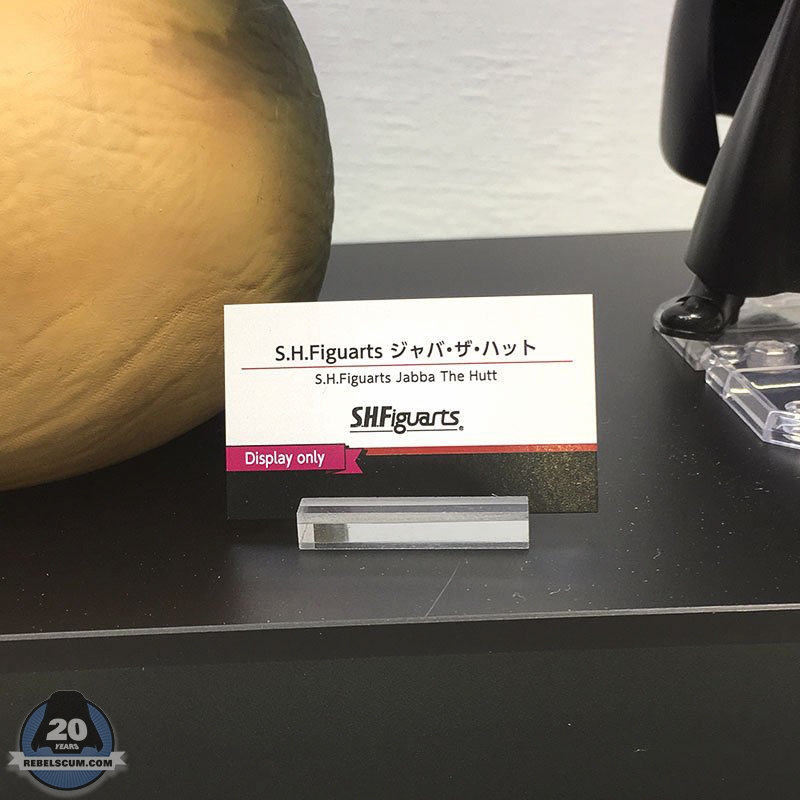 S.H.Figuarts ジャバ・ザ・ハット
S.H.Figuarts Jabba The Hutt
S.H.Figuarts®
Display only
20
YEARS
REBELSCUM.COM